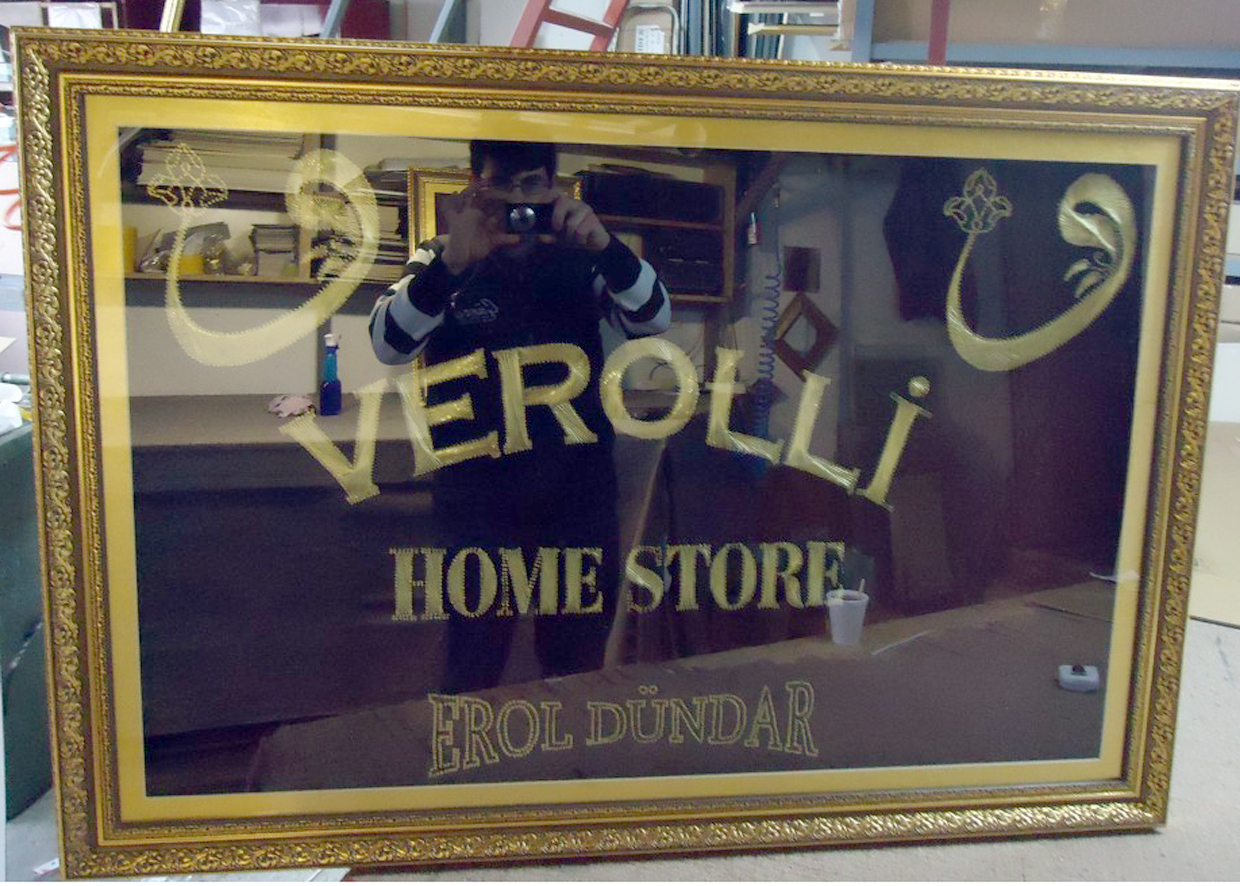 و و
VEROLLİ
HOME STORE
EROL DÜNDAR